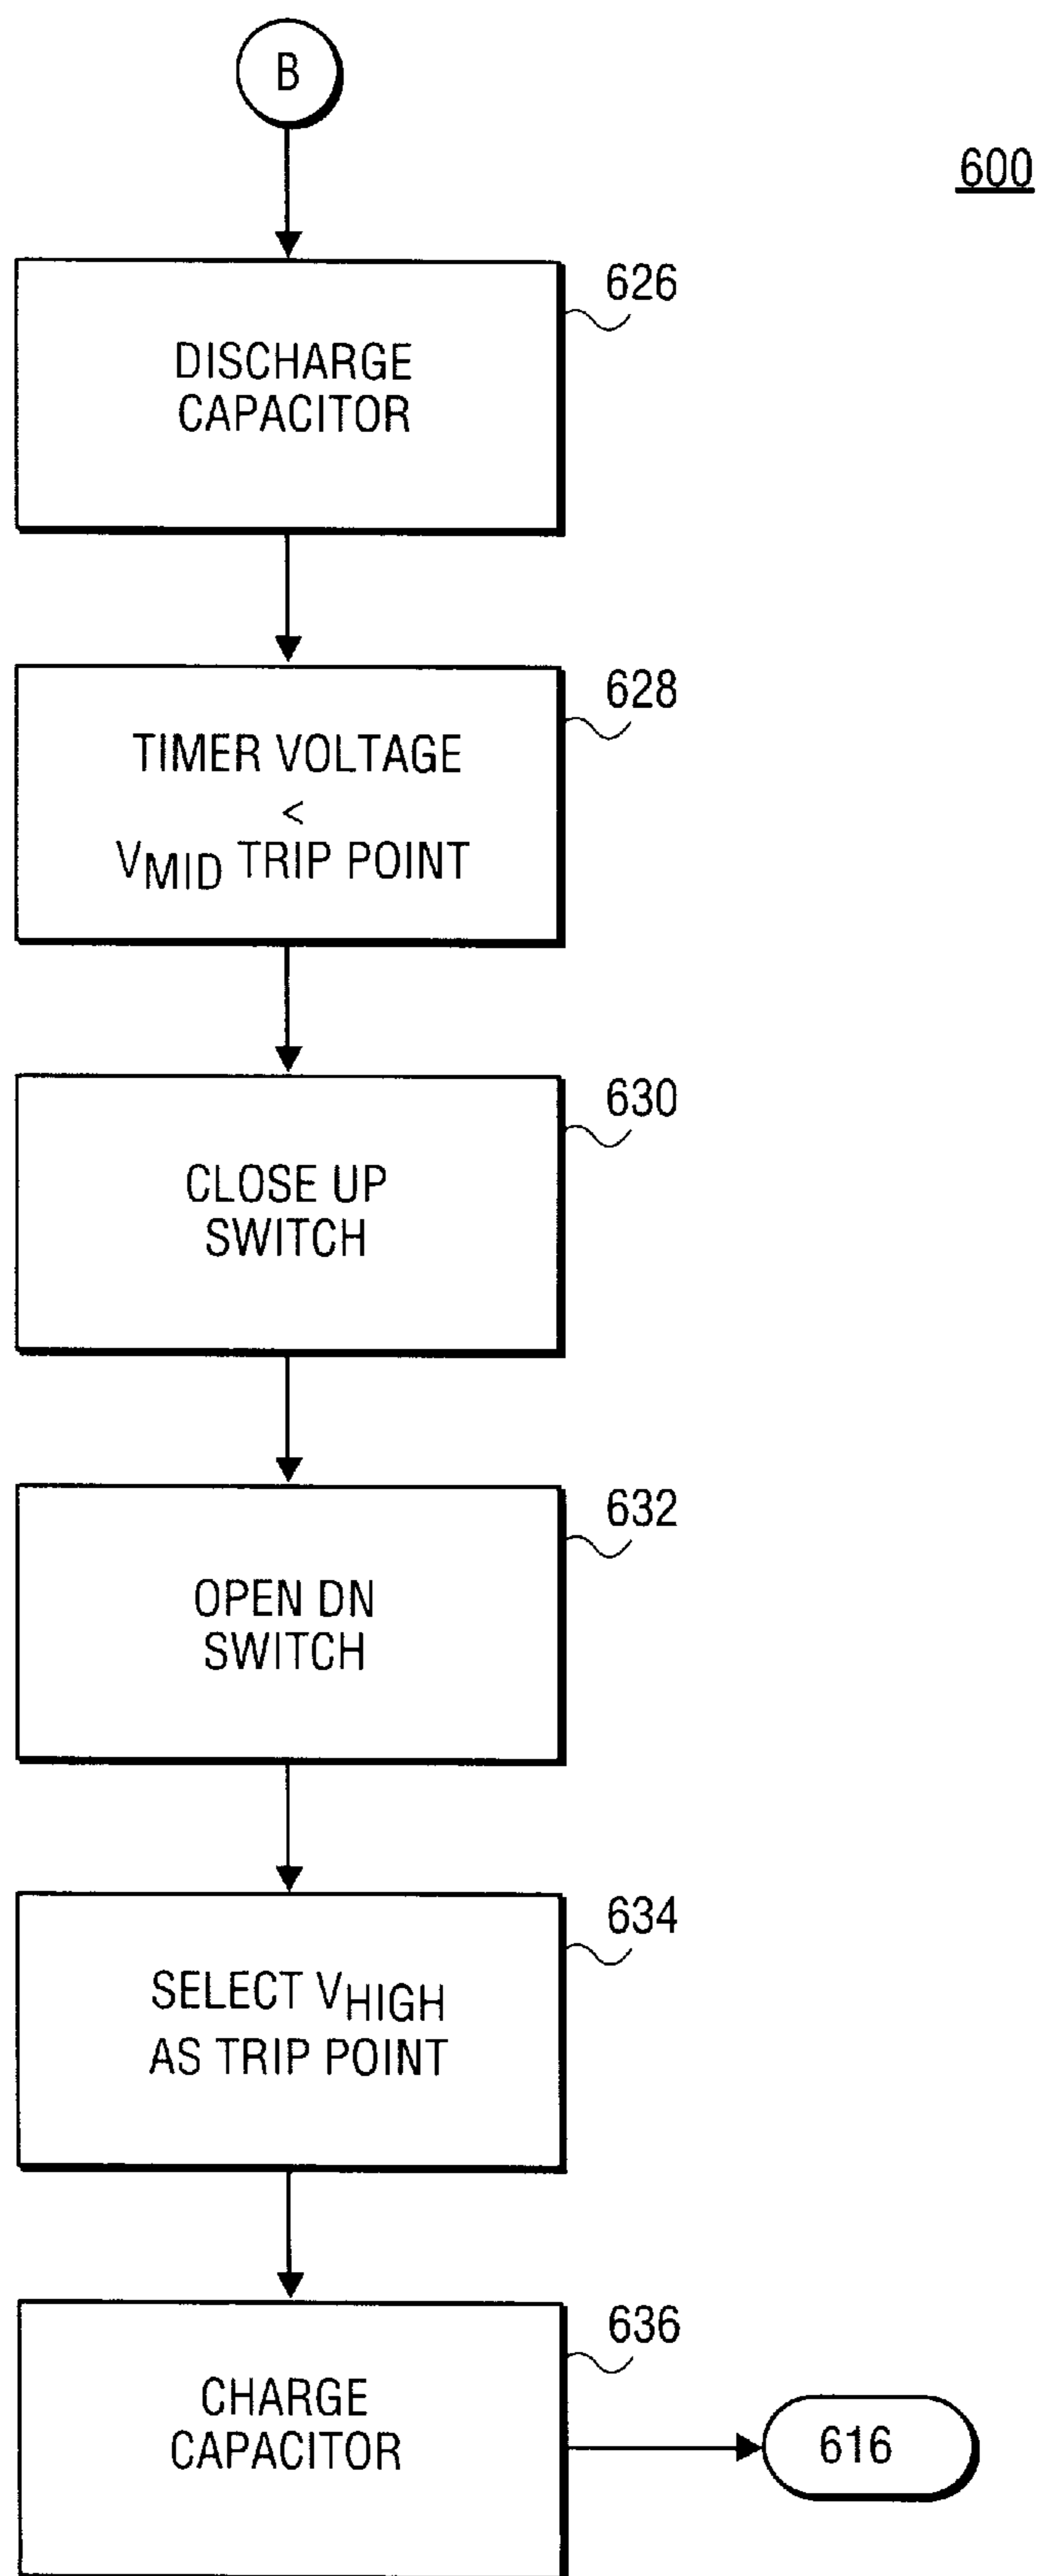 B
600
626
DISCHARGE
CAPACITOR
628
TIMER VOLTAGE
<
VMID TRIP POINT
630
CLOSE UP
SWITCH
632
OPEN DN
SWITCH
634
SELECT VHIGH
AS TRIP POINT
636
CHARGE
CAPACITOR
616